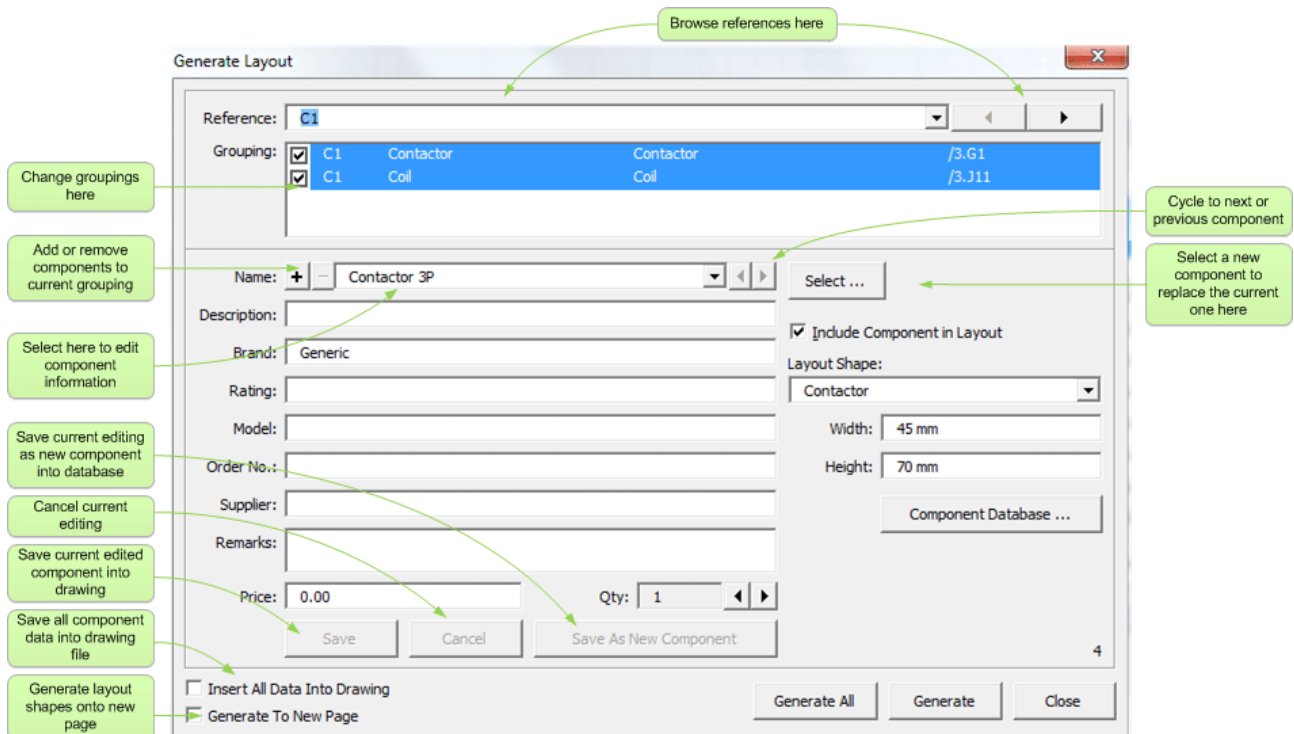 Browse references here
Generate Layout
x
Reference: C1
Grouping:
C1 Contactor Contactor /3.G1
C1 Coil Coil /3.J11
Change groupings
here
Cycle to next or
previous component
Add or remove
components to
current grouping
Name: + − Contactor 3P
Select ...
Select a new
component to
replace the current
one here
Description:
Include Component in Layout
Select here to edit
component
information
Brand: Generic
Layout Shape:
Rating:
Contactor
Model:
Width: 45 mm
Save current editing
as new component
into database
Order No.:
Height: 70 mm
Supplier:
Component Database ...
Cancel current
editing
Remarks:
Save current edited
component into
drawing
Price: 0.00
Qty: 1
Save all component
data into drawing
file
Save Cancel Save As New Component
4
Insert All Data Into Drawing
Generate layout
shapes onto new
page
Generate To New Page
Generate All Generate Close